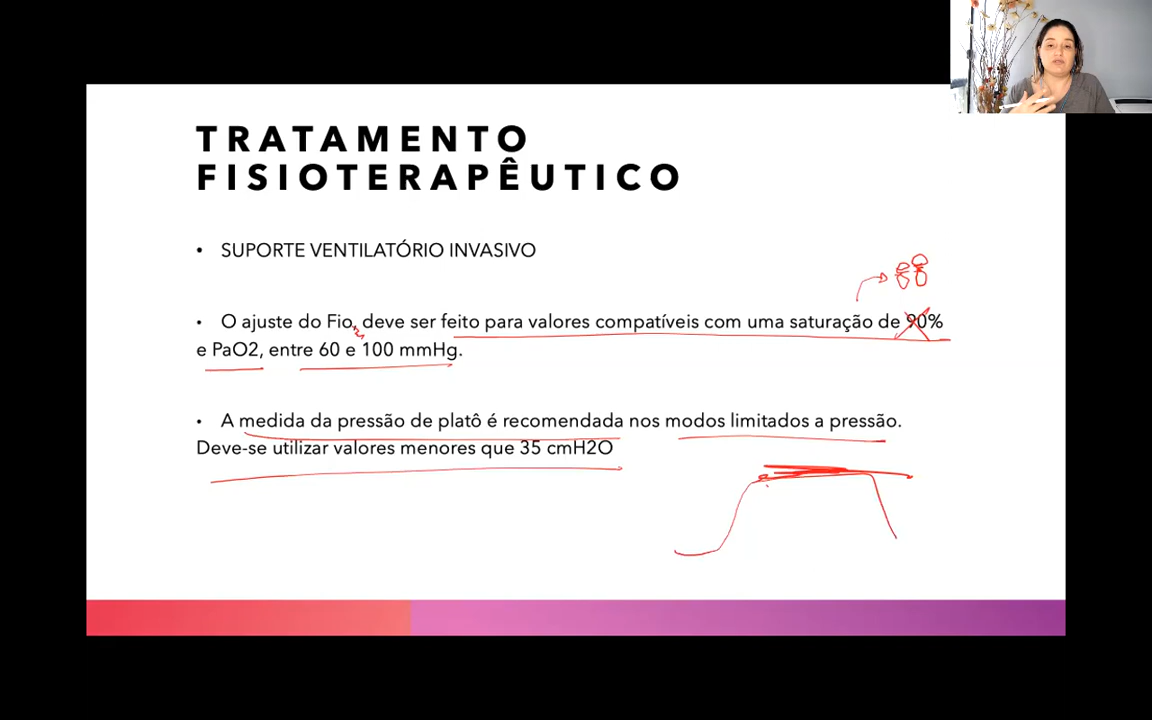 TRATAMENTO
FISIOTERAPÊUTICO
• SUPORTE VENTILATÓRIO INVASIVO
88
• O ajuste do Fio, deve ser feito para valores compatíveis com uma saturação de 90%
e PaO2, entre 60 e 100 mmHg.
• A medida da pressão de platô é recomendada nos modos limitados a pressão.
Deve-se utilizar valores menores que 35 cmH2O